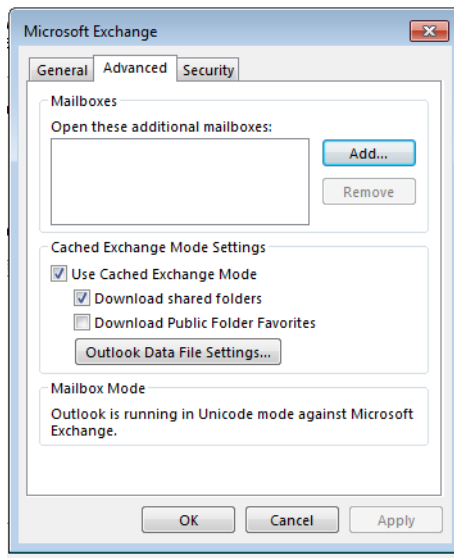 Microsoft Exchange
General Advanced Security
Mailboxes
Open these additional mailboxes:
Add...
Remove
Cached Exchange Mode Settings
Use Cached Exchange Mode
Download shared folders
Download Public Folder Favorites
Outlook Data File Settings...
Mailbox Mode
Outlook is running in Unicode mode against Microsoft
Exchange.
OK Cancel Apply